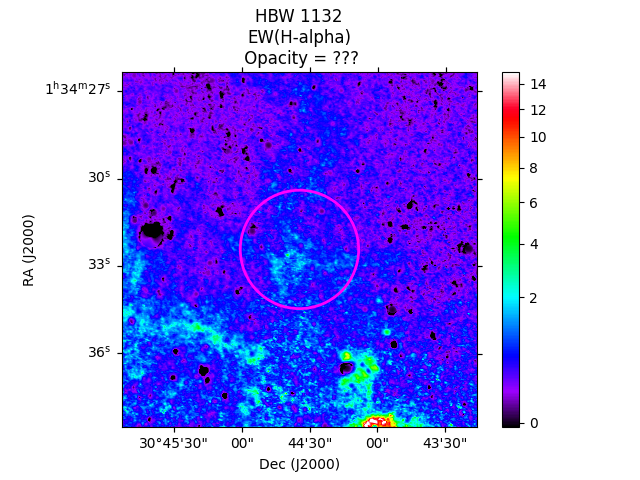 HBW 1132
EW(H-alpha)
Opacity = ???
1ʰ34ᵐ27ˢ
30ˢ
33ˢ
36ˢ
RA (J2000)
30°45'30" 00" 44'30" 00" 43'30"
Dec (J2000)
14
12
10
8
6
4
2
0